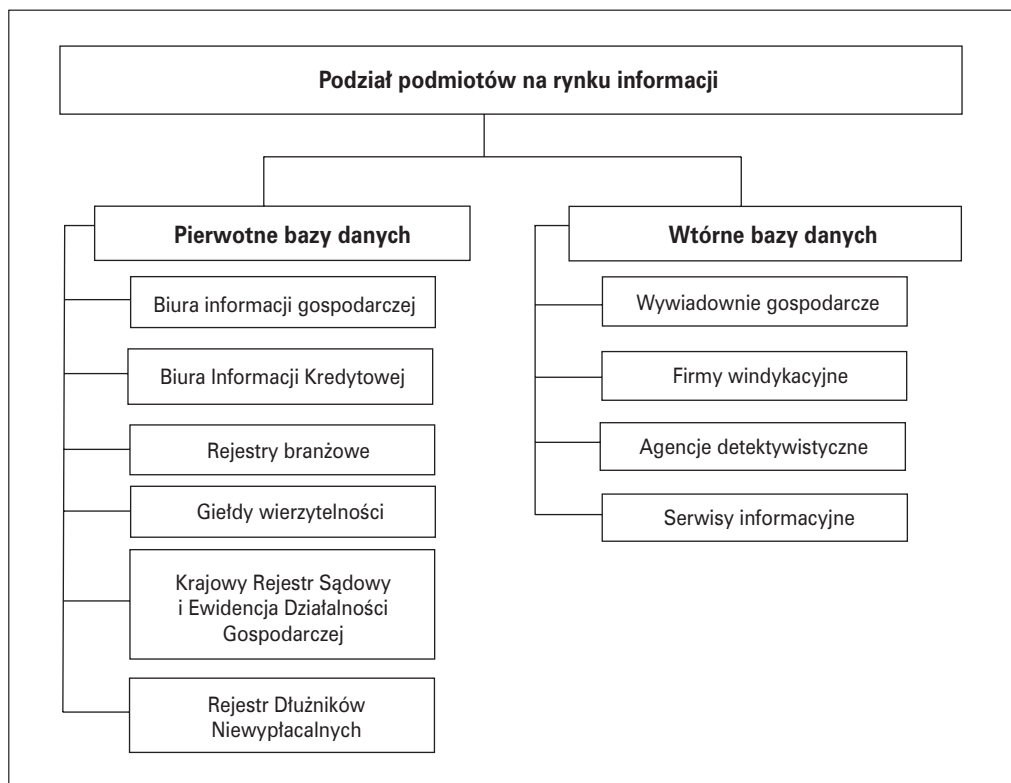 Podział podmiotów na rynku informacji
Pierwotne bazy danych
Biura informacji gospodarczej
Biura Informacji Kredytowej
Rejestry branżowe
Giełdy wierzytelności
Krajowy Rejestr Sądowy
i Ewidencja Działalności
Gospodarczej
Rejestr Dłużników
Niewypłacalnych
Wtórne bazy danych
Wywiadownie gospodarcze
Firmy windykacyjne
Agencje detektywistyczne
Serwisy informacyjne